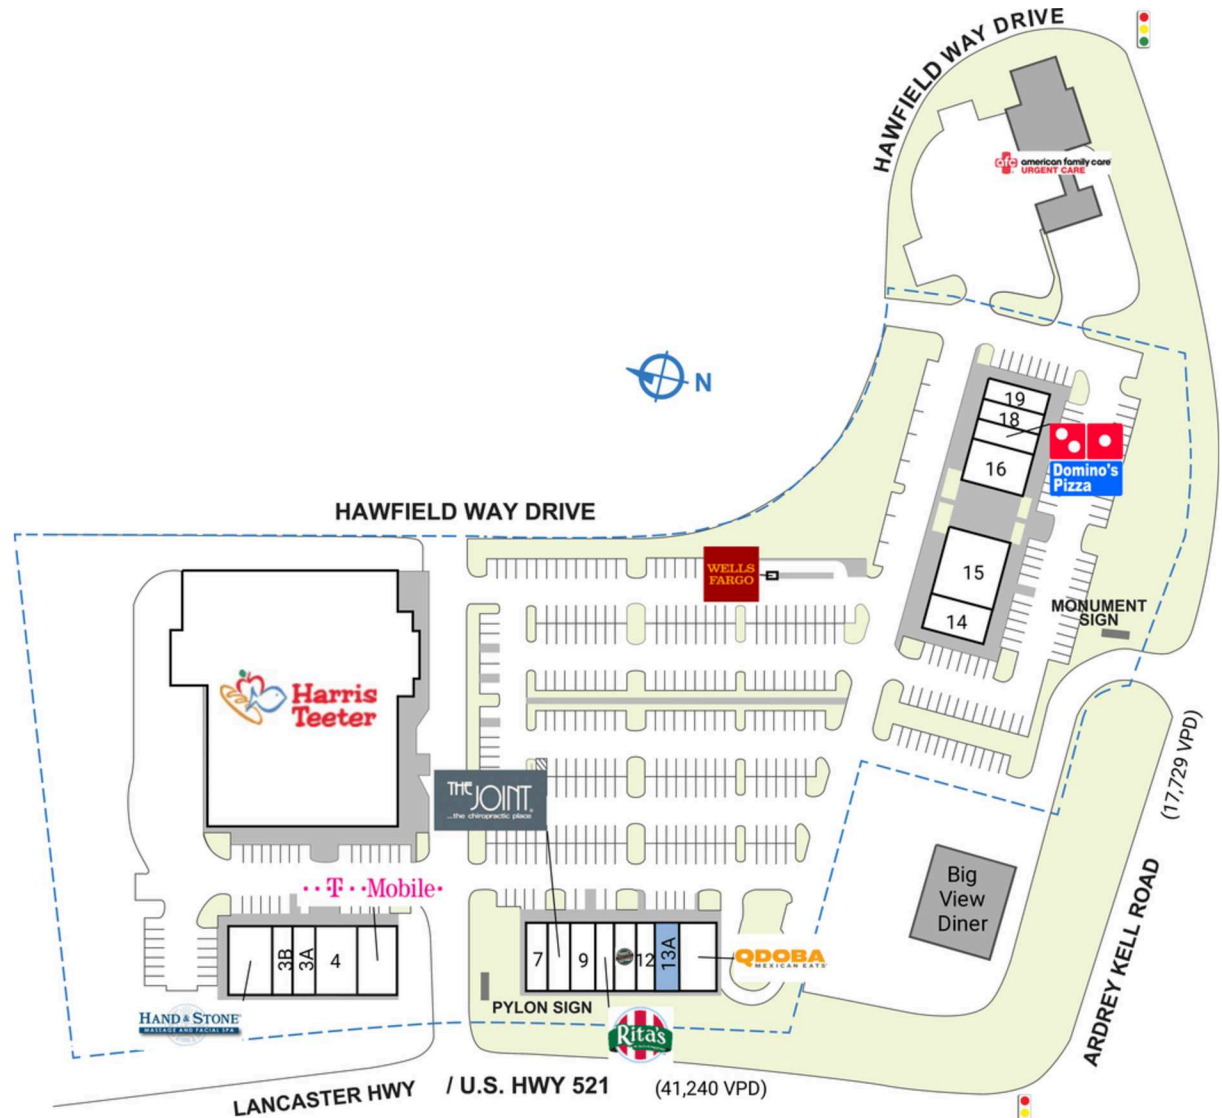 HAWFIELD WAY DRIVE
afc american family care
URGENT CARE
N
19
18
16
Domino's
Pizza
HAWFIELD WAY DRIVE
WELLS
FARGO
15
14
MONUMENT
SIGN
Harris
Teeter
(17,729 VPD)
THE
JOINT
...the chiropractic place
Big
View
Diner
T Mobile
ARDREY KELL ROAD
3B
3A
4
7
9
12
13A
QDOBA
MEXICAN EATS
PYLON SIGN
HAND & STONE
MASSAGE AND FACIAL SPA
Rita's
LANCASTER HWY / U.S. HWY 521 (41,240 VPD)